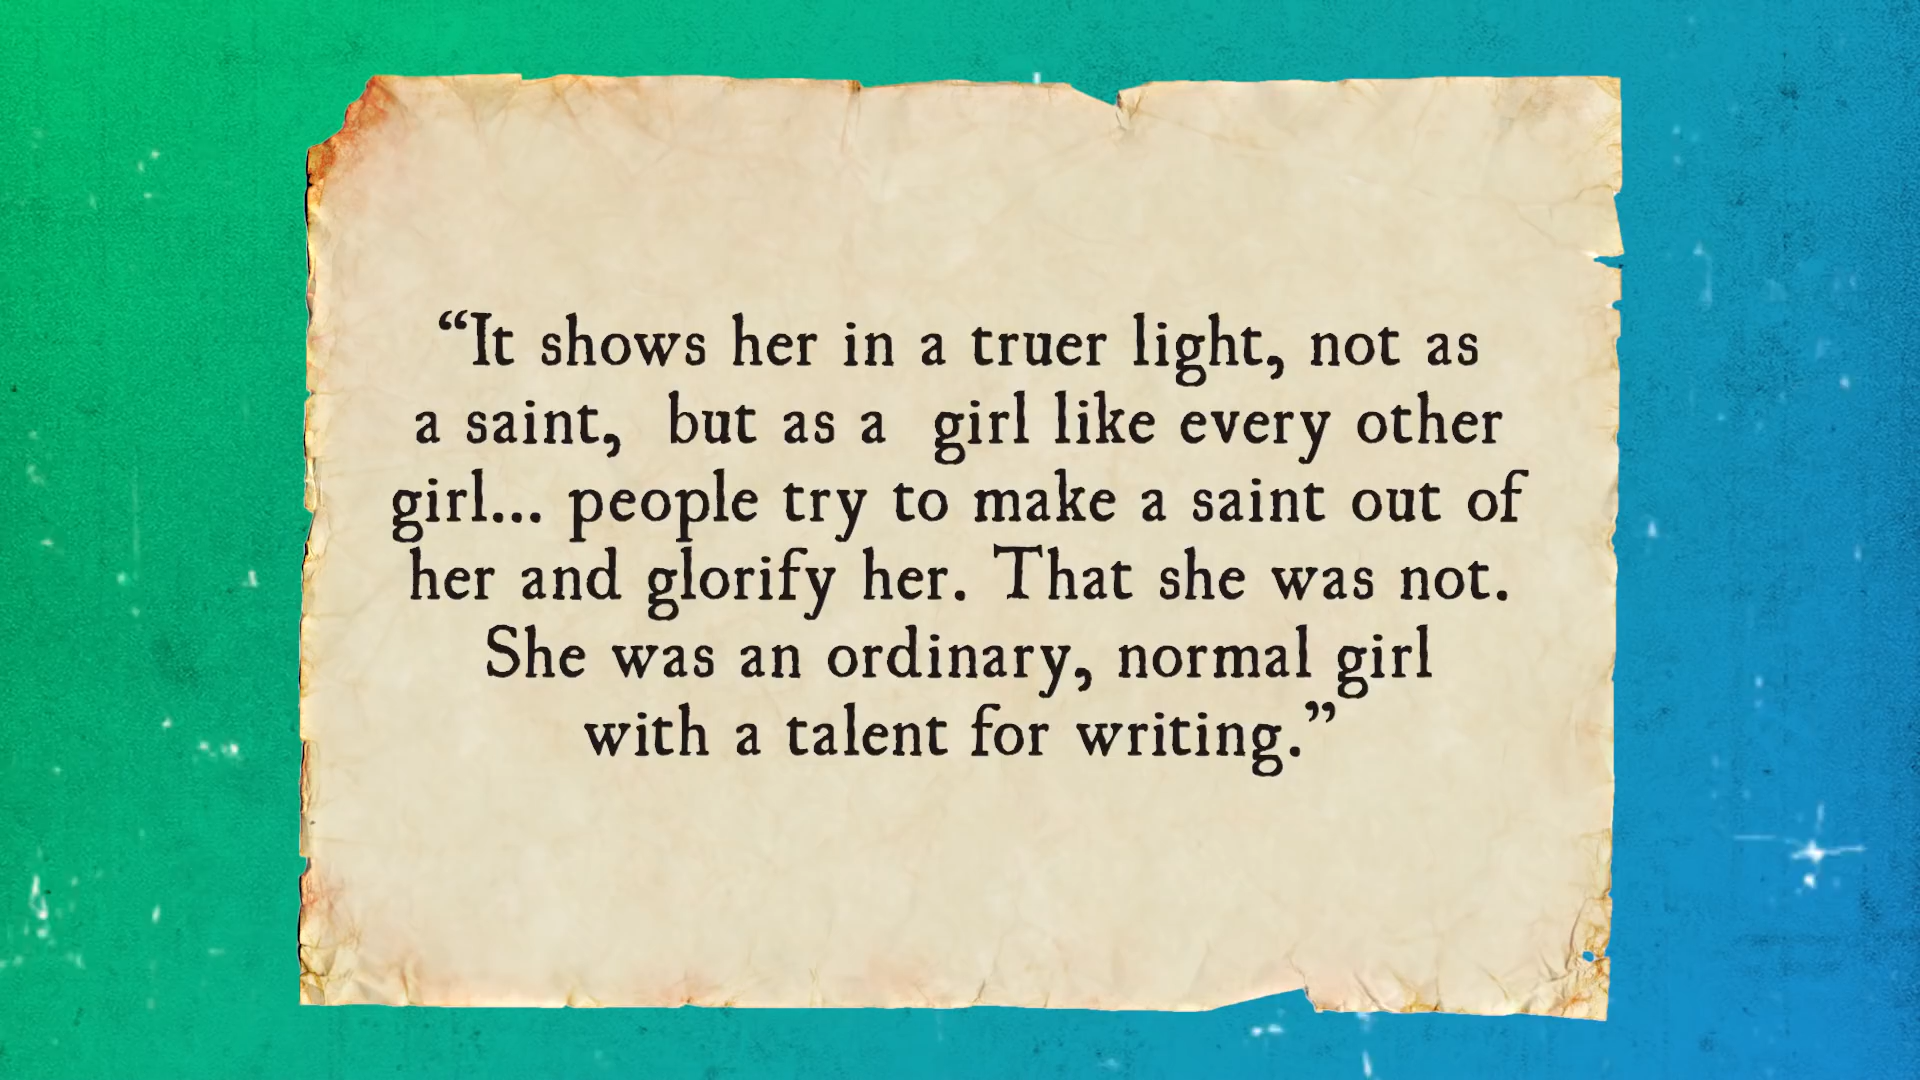 “It shows her in a truer light, not as
a saint,  but as a  girl like every other
girl... people try to make a saint out of
her and glorify her. That she was not.
She was an ordinary, normal girl
with a talent for writing.”